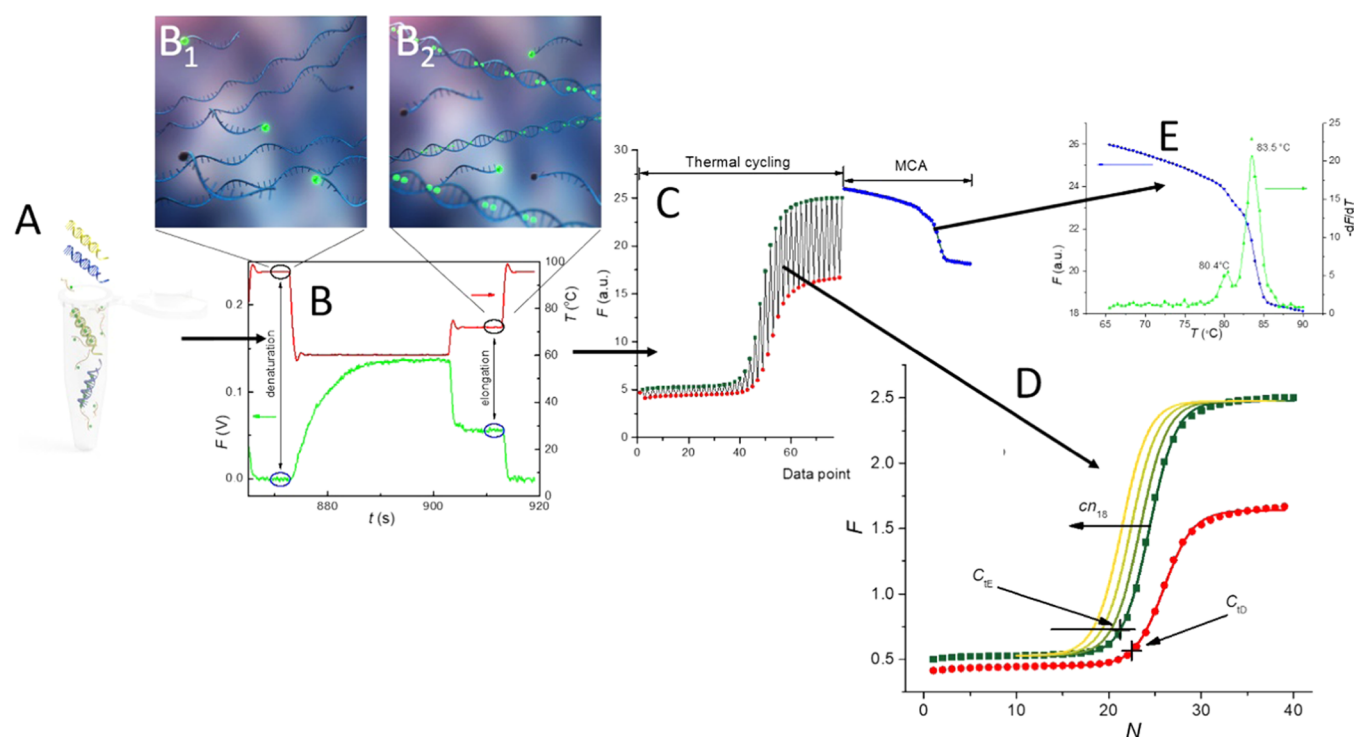 A
B₁
B₂
B
0.2
0.1
0.0
F (V)
denaturation
elongation
880
900
920
t (s)
100
80
60
40
20
0
T (°C)
C
Thermal cycling
MCA
30
25
20
15
10
5
0
F (a.u.)
0
20
40
60
Data point
E
83.5 °C
80.4°C
26
24
22
20
18
F (a.u.)
65
70
75
80
85
90
T (°C)
25
20
15
10
5
0
-dF/dT
D
2.5
2.0
1.5
1.0
0.5
F
cn₁₈
CtE
CtD
0
10
20
30
40
N